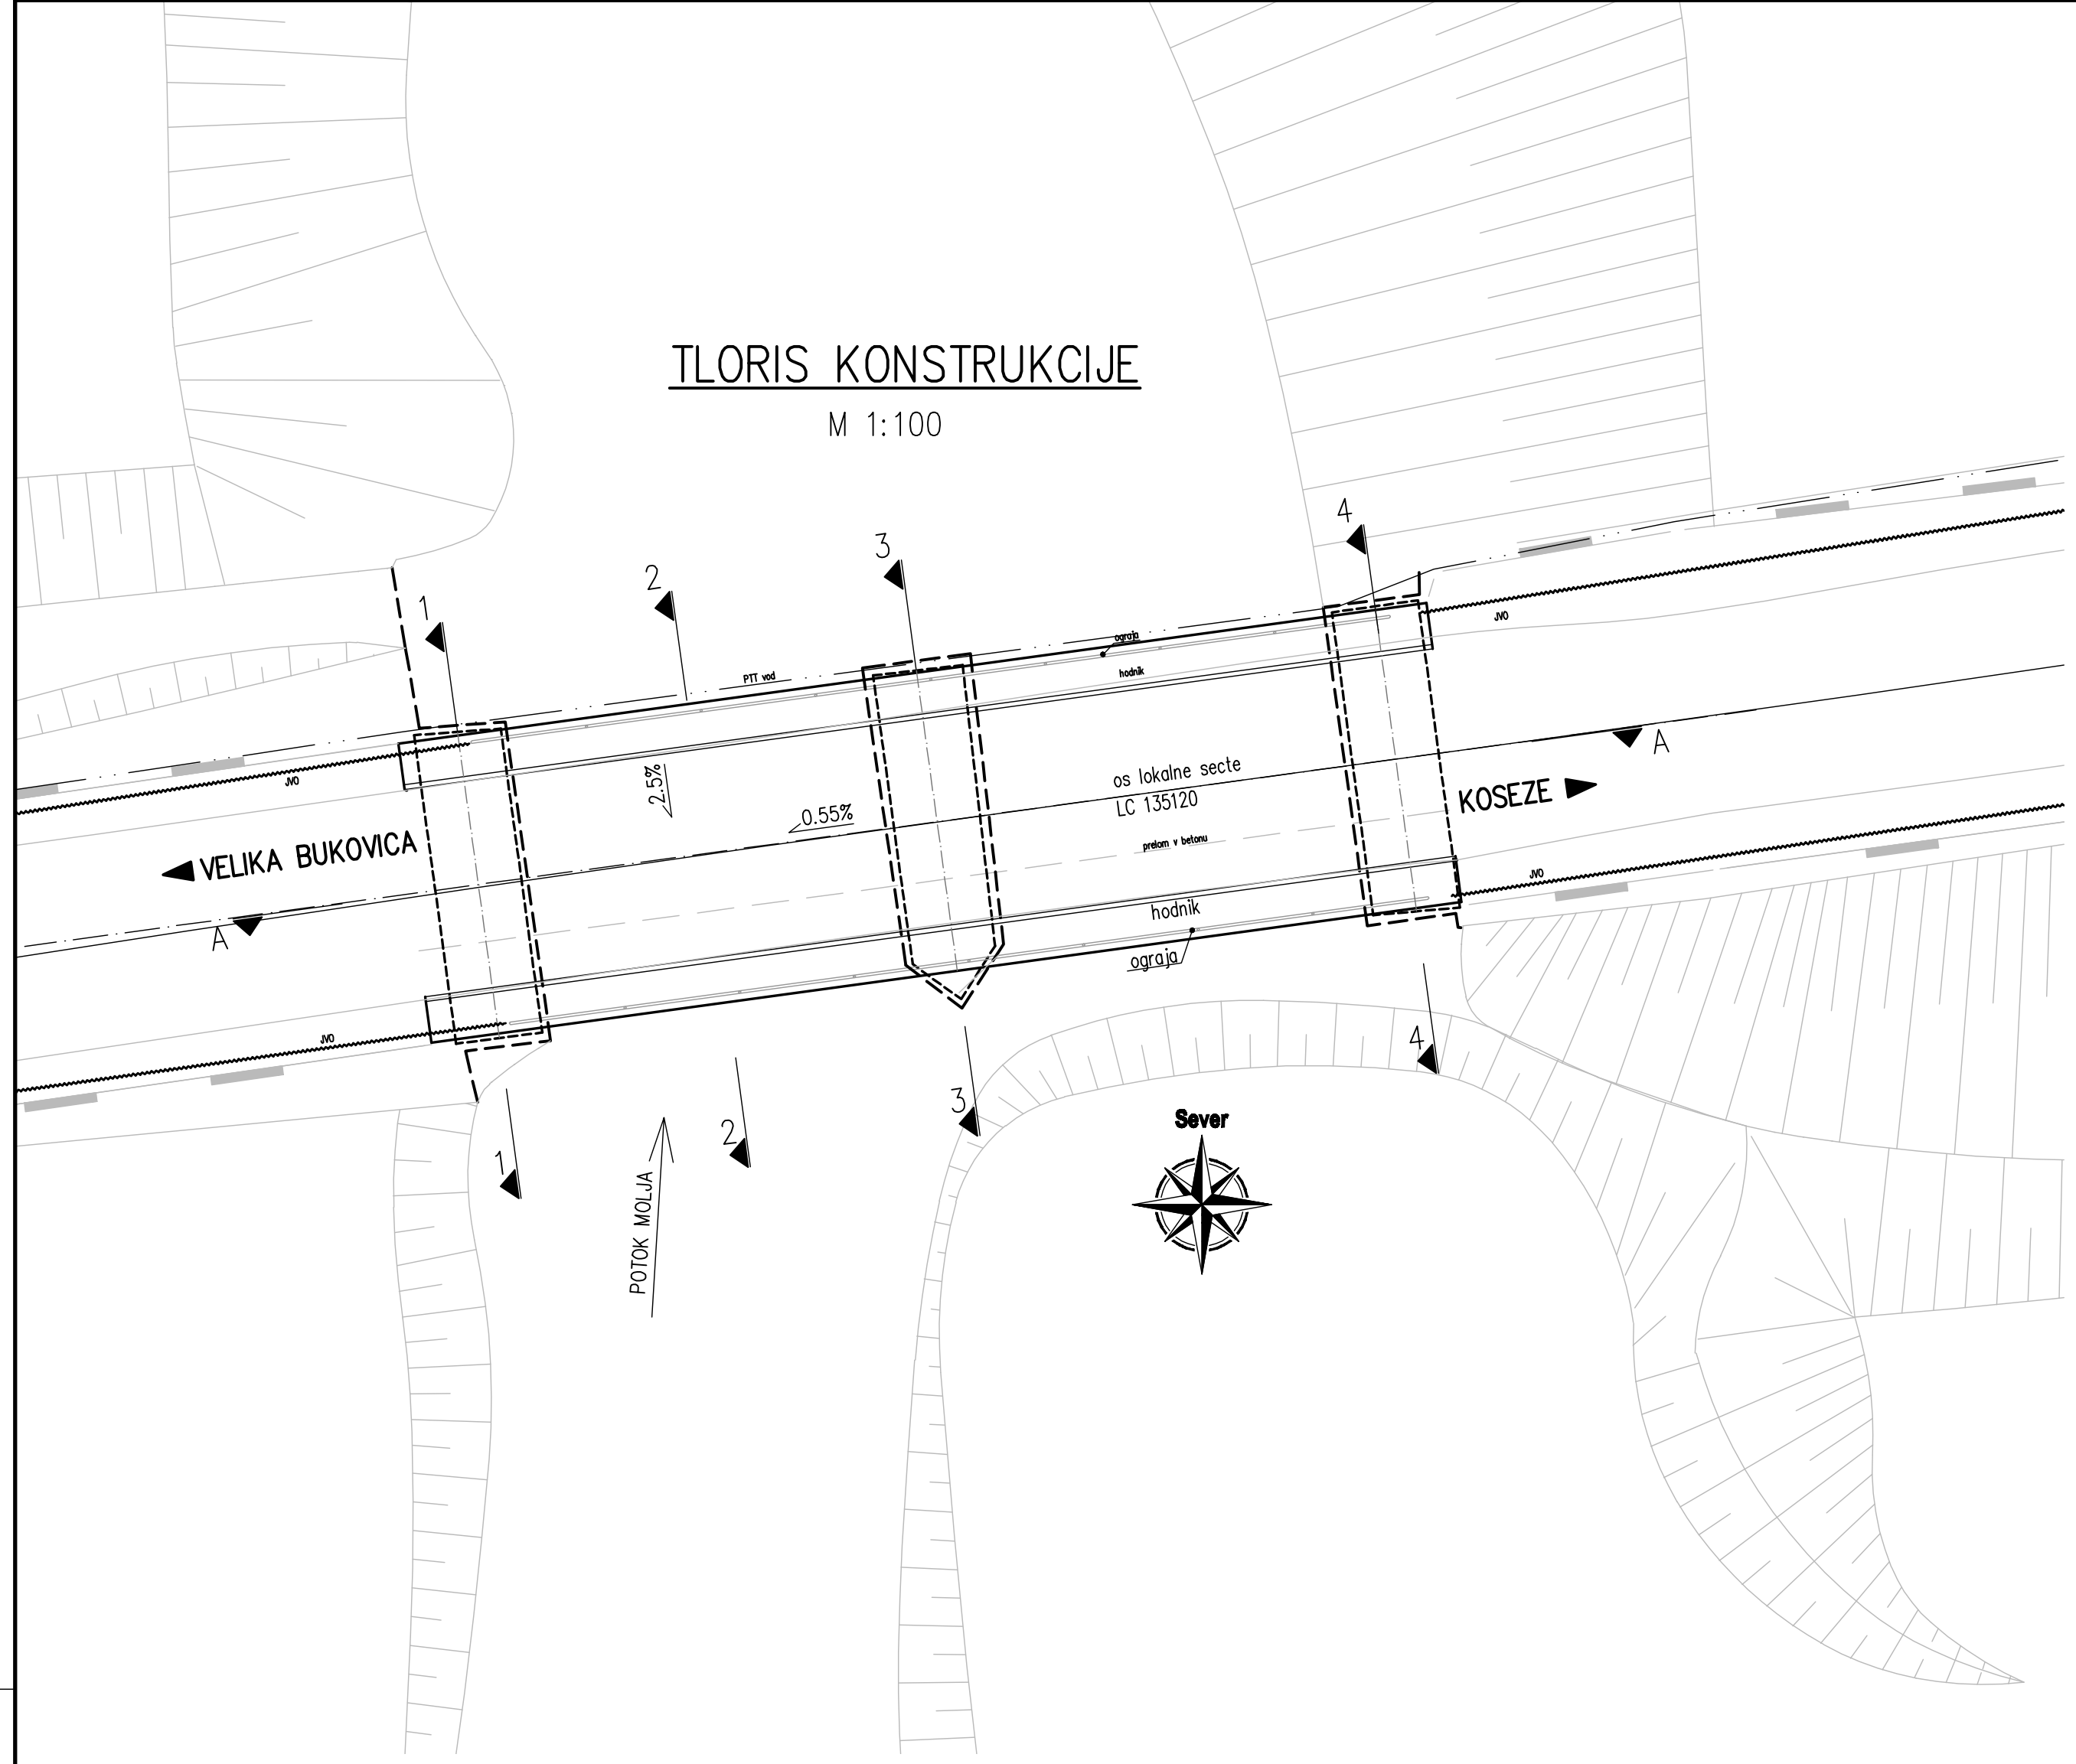 TLORIS KONSTRUKCIJE
M 1:100
4
3
2
1
ograja
JVO
hodnik
PTT vod
A
os lokalne secte
LC 135120
2.5%
JVO
KOSEZE
0.55%
prelom v betonu
VELIKA BUKOVICA
JVO
hodnik
A
ograja
JVO
4
3
Sever
2
1
POTOK MOLJA